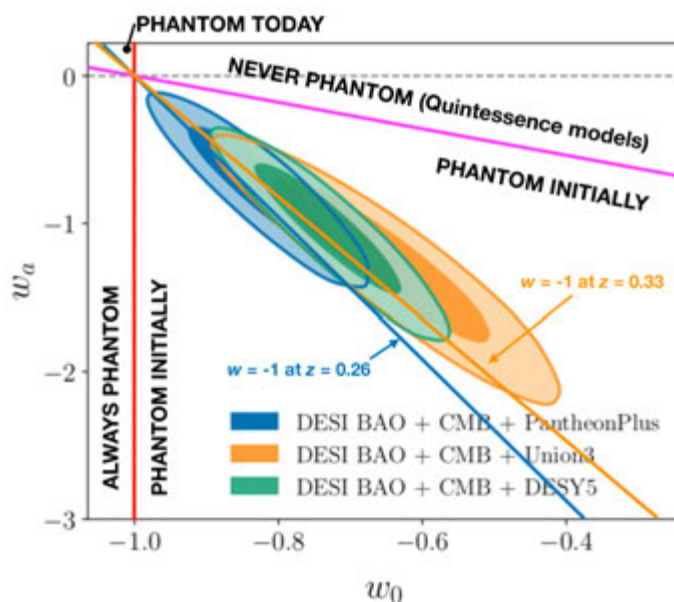 PHANTOM TODAY
0
NEVER PHANTOM (Quintessence models)
PHANTOM INITIALLY
−1
w_a
ALWAYS PHANTOM
PHANTOM INITIALLY
w = -1 at z = 0.33
−2
w = -1 at z = 0.26
DESI BAO + CMB + PantheonPlus
DESI BAO + CMB + Union3
DESI BAO + CMB + DESY5
−3
−1.0 −0.8 −0.6 −0.4
w_0